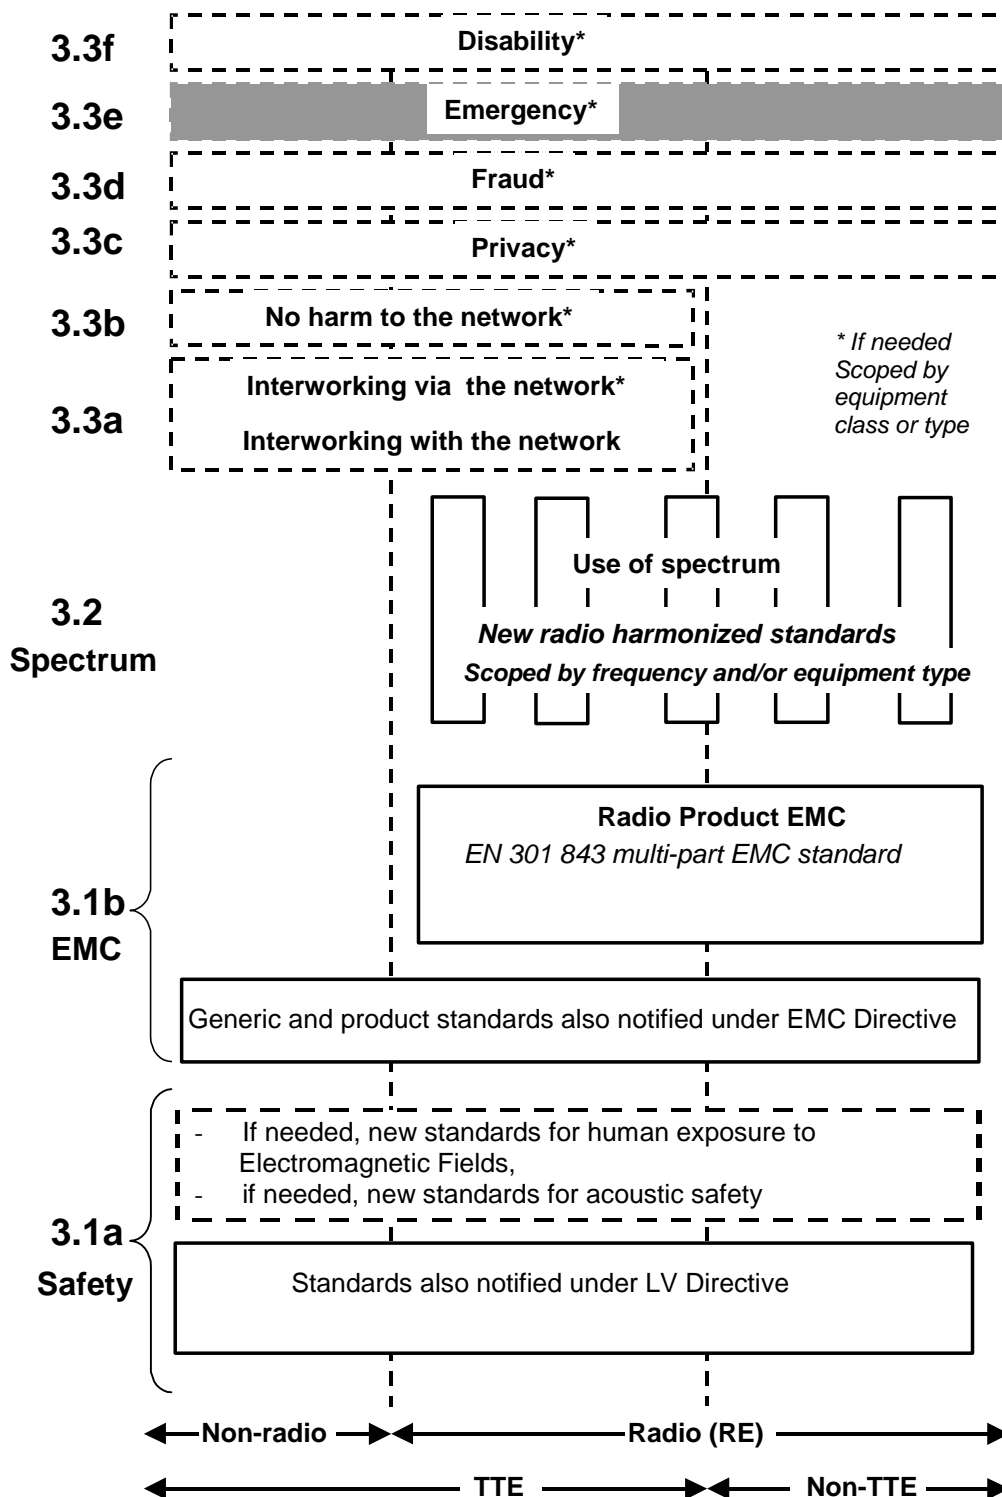 3.3f
Disability*
3.3e
Emergency*
3.3d
Fraud*
3.3c
Privacy*
3.3b
No harm to the network*
3.3a
Interworking via the network*
Interworking with the network
* If needed
Scoped by
equipment
class or type
3.2
Spectrum
Use of spectrum
New radio harmonized standards
Scoped by frequency and/or equipment type
3.1b
EMC
Radio Product EMC
EN 301 843 multi-part EMC standard
Generic and product standards also notified under EMC Directive
3.1a
Safety
- If needed, new standards for human exposure to
Electromagnetic Fields,
- if needed, new standards for acoustic safety
Standards also notified under LV Directive
Non-radio
Radio (RE)
TTE
Non-TTE